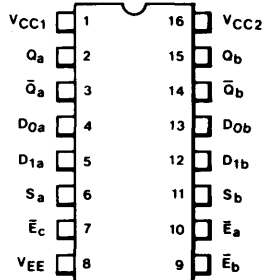 VCC1 1 16 VCC2
Qa 2 15 Qb
Q̄a 3 14 Q̄b
D0a 4 13 D0b
D1a 5 12 D1b
Sa 6 11 Sb
Ēc 7 10 Ēa
VEE 8 9 Ēb